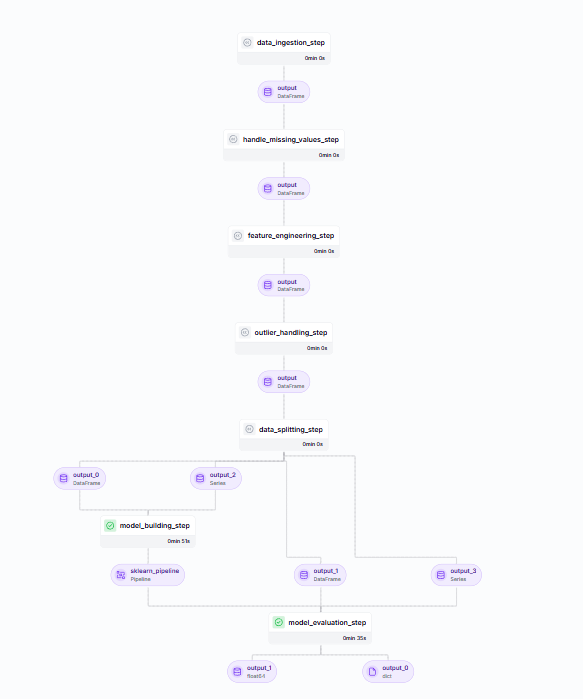 data_ingestion_step
0min 0s
output
DataFrame
handle_missing_values_step
0min 0s
output
DataFrame
feature_engineering_step
0min 0s
output
DataFrame
outlier_handling_step
0min 0s
output
DataFrame
data_splitting_step
0min 0s
output_0
DataFrame
output_2
Series
model_building_step
0min 51s
sklearn_pipeline
Pipeline
output_1
DataFrame
output_3
Series
model_evaluation_step
0min 35s
output_1
float64
output_0
dict